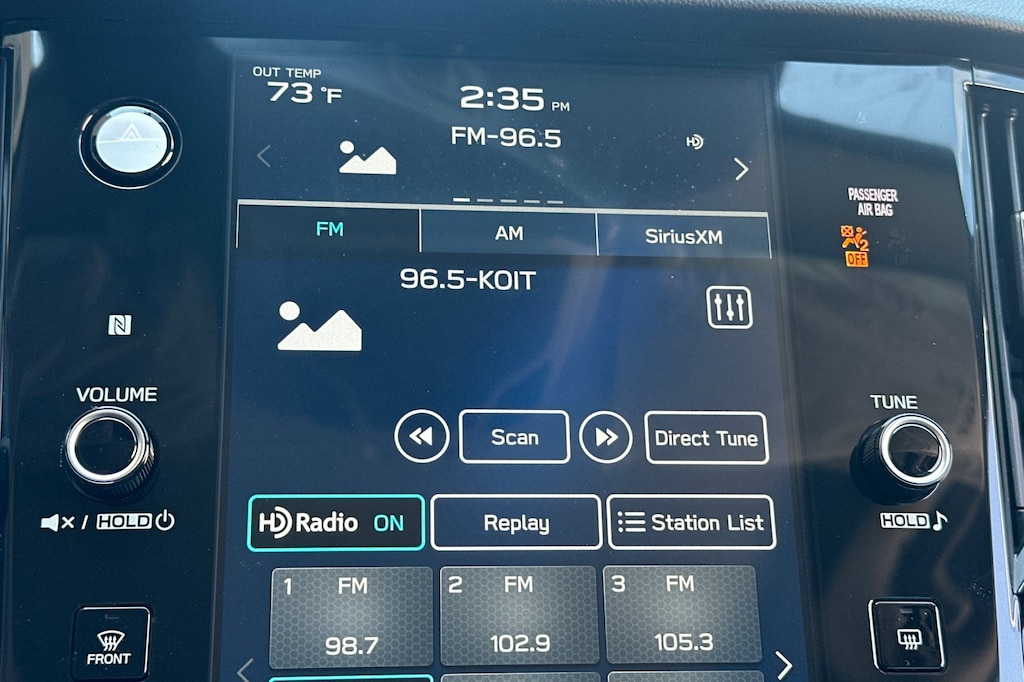 OUT TEMP
73 °F
2:35 PM
FM-96.5
HD
PASSENGER
AIR BAG
2
OFF
FM
AM
SiriusXM
96.5-KOIT
N
VOLUME
TUNE
Scan
Direct Tune
HD Radio ON
Replay
Station List
/ HOLD
HOLD
1 FM
98.7
2 FM
102.9
3 FM
105.3
FRONT